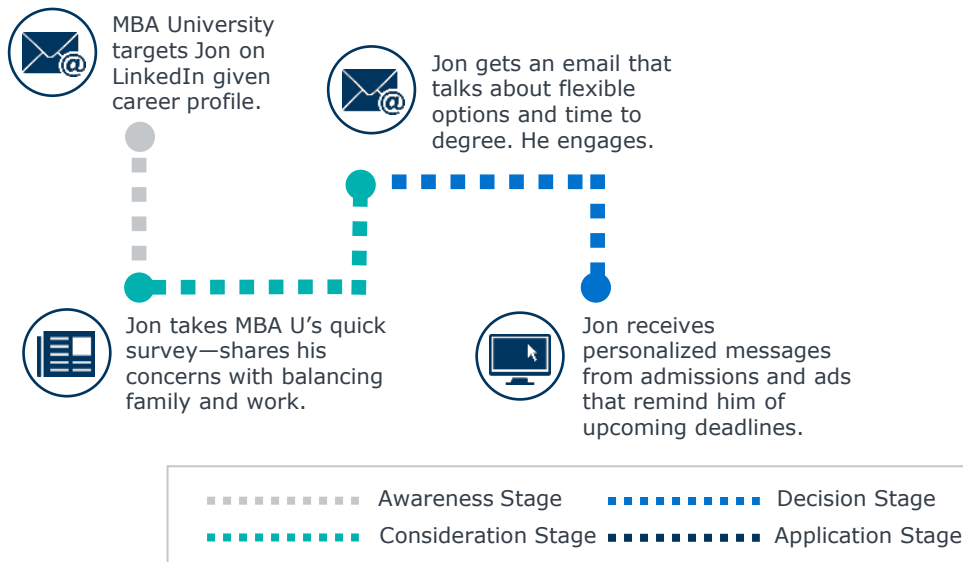 MBA University
targets Jon on
LinkedIn given
career profile.
Jon gets an email that
talks about flexible
options and time to
degree. He engages.
Jon takes MBA U’s quick
survey—shares his
concerns with balancing
family and work.
Jon receives
personalized messages
from admissions and ads
that remind him of
upcoming deadlines.
Awareness Stage
Decision Stage
Consideration Stage
Application Stage